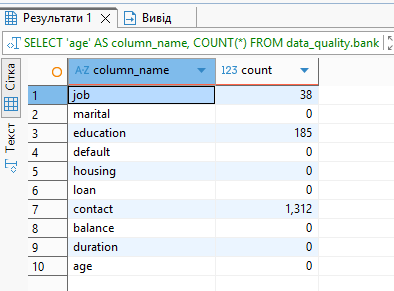 Результати 1
Вивід
SELECT 'age' AS column_name, COUNT(*) FROM data_quality.bank
Сітка
Текст
A-Z column_name 123 count
1 job 38
2 marital 0
3 education 185
4 default 0
5 housing 0
6 loan 0
7 contact 1,312
8 balance 0
9 duration 0
10 age 0